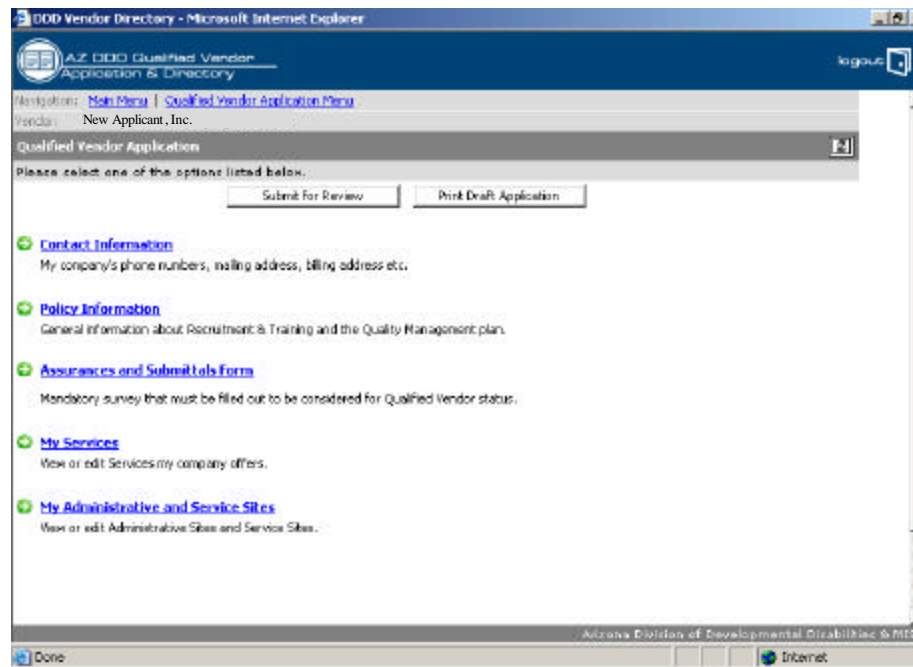 DDD Vendor Directory - Microsoft Internet Explorer
AZ DDD Qualified Vendor
Application & Directory
logout
Navigation: Main Menu | Qualified Vendor Application Menu
Vendor: New Applicant, Inc.
Qualified Vendor Application
Please select one of the options listed below.
Submit for Review Print Draft Application
Contact Information
My company's phone numbers, mailing address, billing address etc.
Policy Information
General information about Recruitment & Training and the Quality Management plan.
Assurances and Submittals Form
Mandatory survey that must be filled out to be considered for Qualified Vendor status.
My Services
View or edit Services my company offers.
My Administrative and Service Sites
View or edit Administrative Sites and Service Sites.
Arizona Division of Developmental Disabilities &
Done Internet